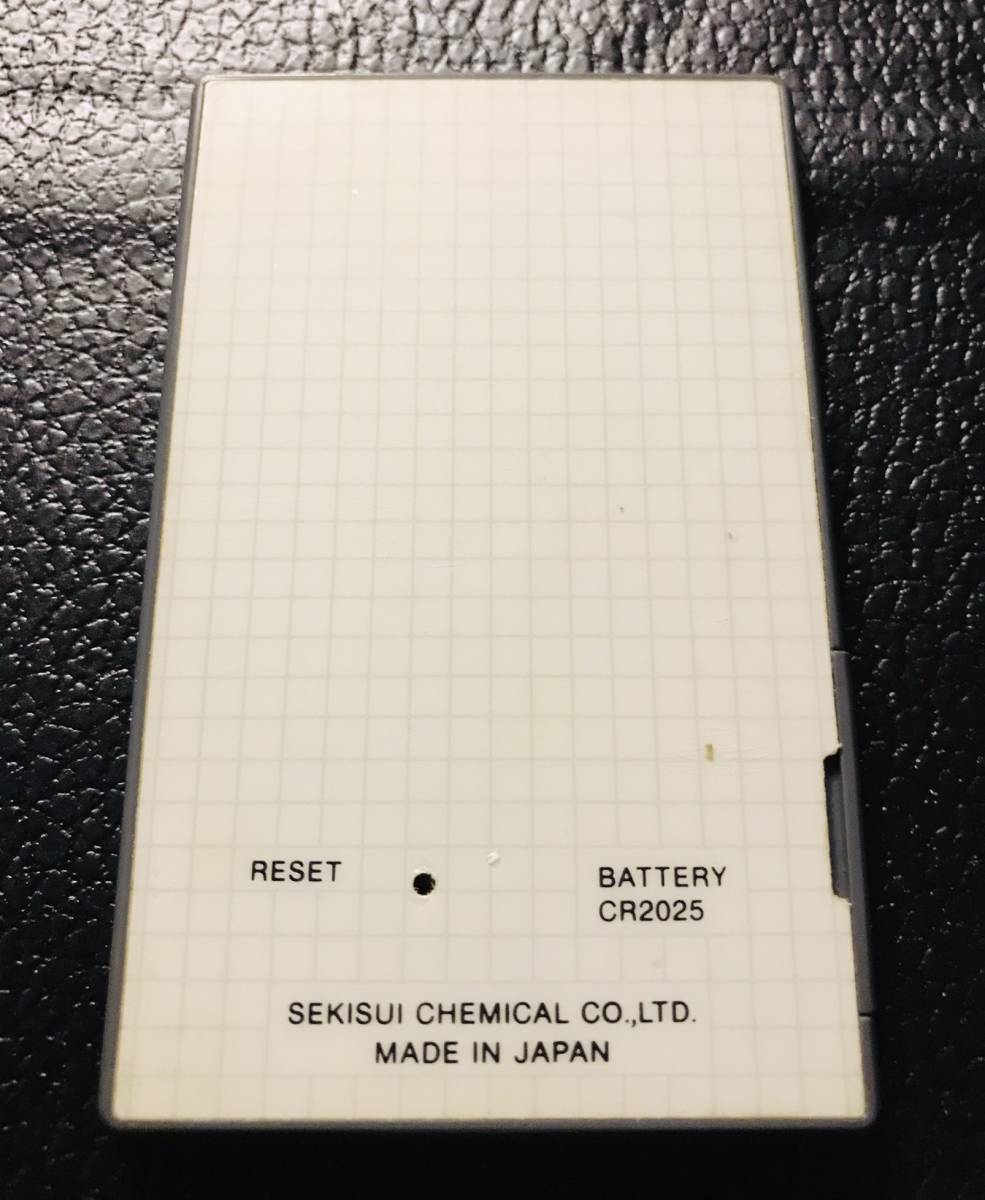 RESET
BATTERY
CR2025
SEKISUI CHEMICAL CO.,LTD.
MADE IN JAPAN